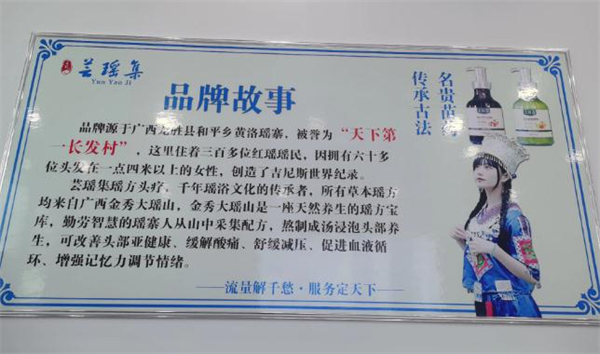 芸瑶集
Yun Yao Ji
品牌故事
传承古法
名贵苗药
品牌源于广西龙胜县和平乡黄洛瑶寨，被誉为“天下第
一长发村”，这里住着三百多位红瑶瑶民，因拥有六十多
位头发在一点四米以上的女性，创造了吉尼斯世界纪录。
芸瑶集瑶方头疗，千年瑶浴文化的传承者，所有草本瑶方
均来自广西金秀大瑶山，金秀大瑶山是一座天然养生的瑶方宝
库，勤劳智慧的瑶寨人从山中采集配方，熬制成汤浸泡头部养
生，可改善头部亚健康、缓解酸痛、舒缓减压、促进血液循
环、增强记忆力调节情绪。
——流量解千愁·服务定天下——